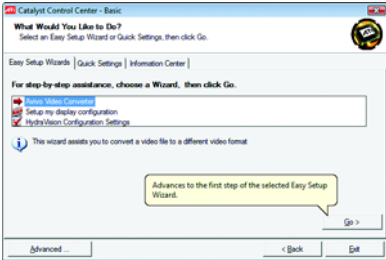 ATI Catalyst Control Center - Basic
What Would You Like to Do?
Select an Easy Setup Wizard or Quick Settings, then click Go.
ATI
Easy Setup Wizards Quick Settings Information Center
For step-by-step assistance, choose a Wizard, then click Go.
Avivo Video Converter
Setup my display configuration
HydraVision Configuration Settings
This wizard assists you to convert a video file to a different video format
Advances to the first step of the selected Easy Setup
Wizard.
Go >
Advanced ... < Back Exit